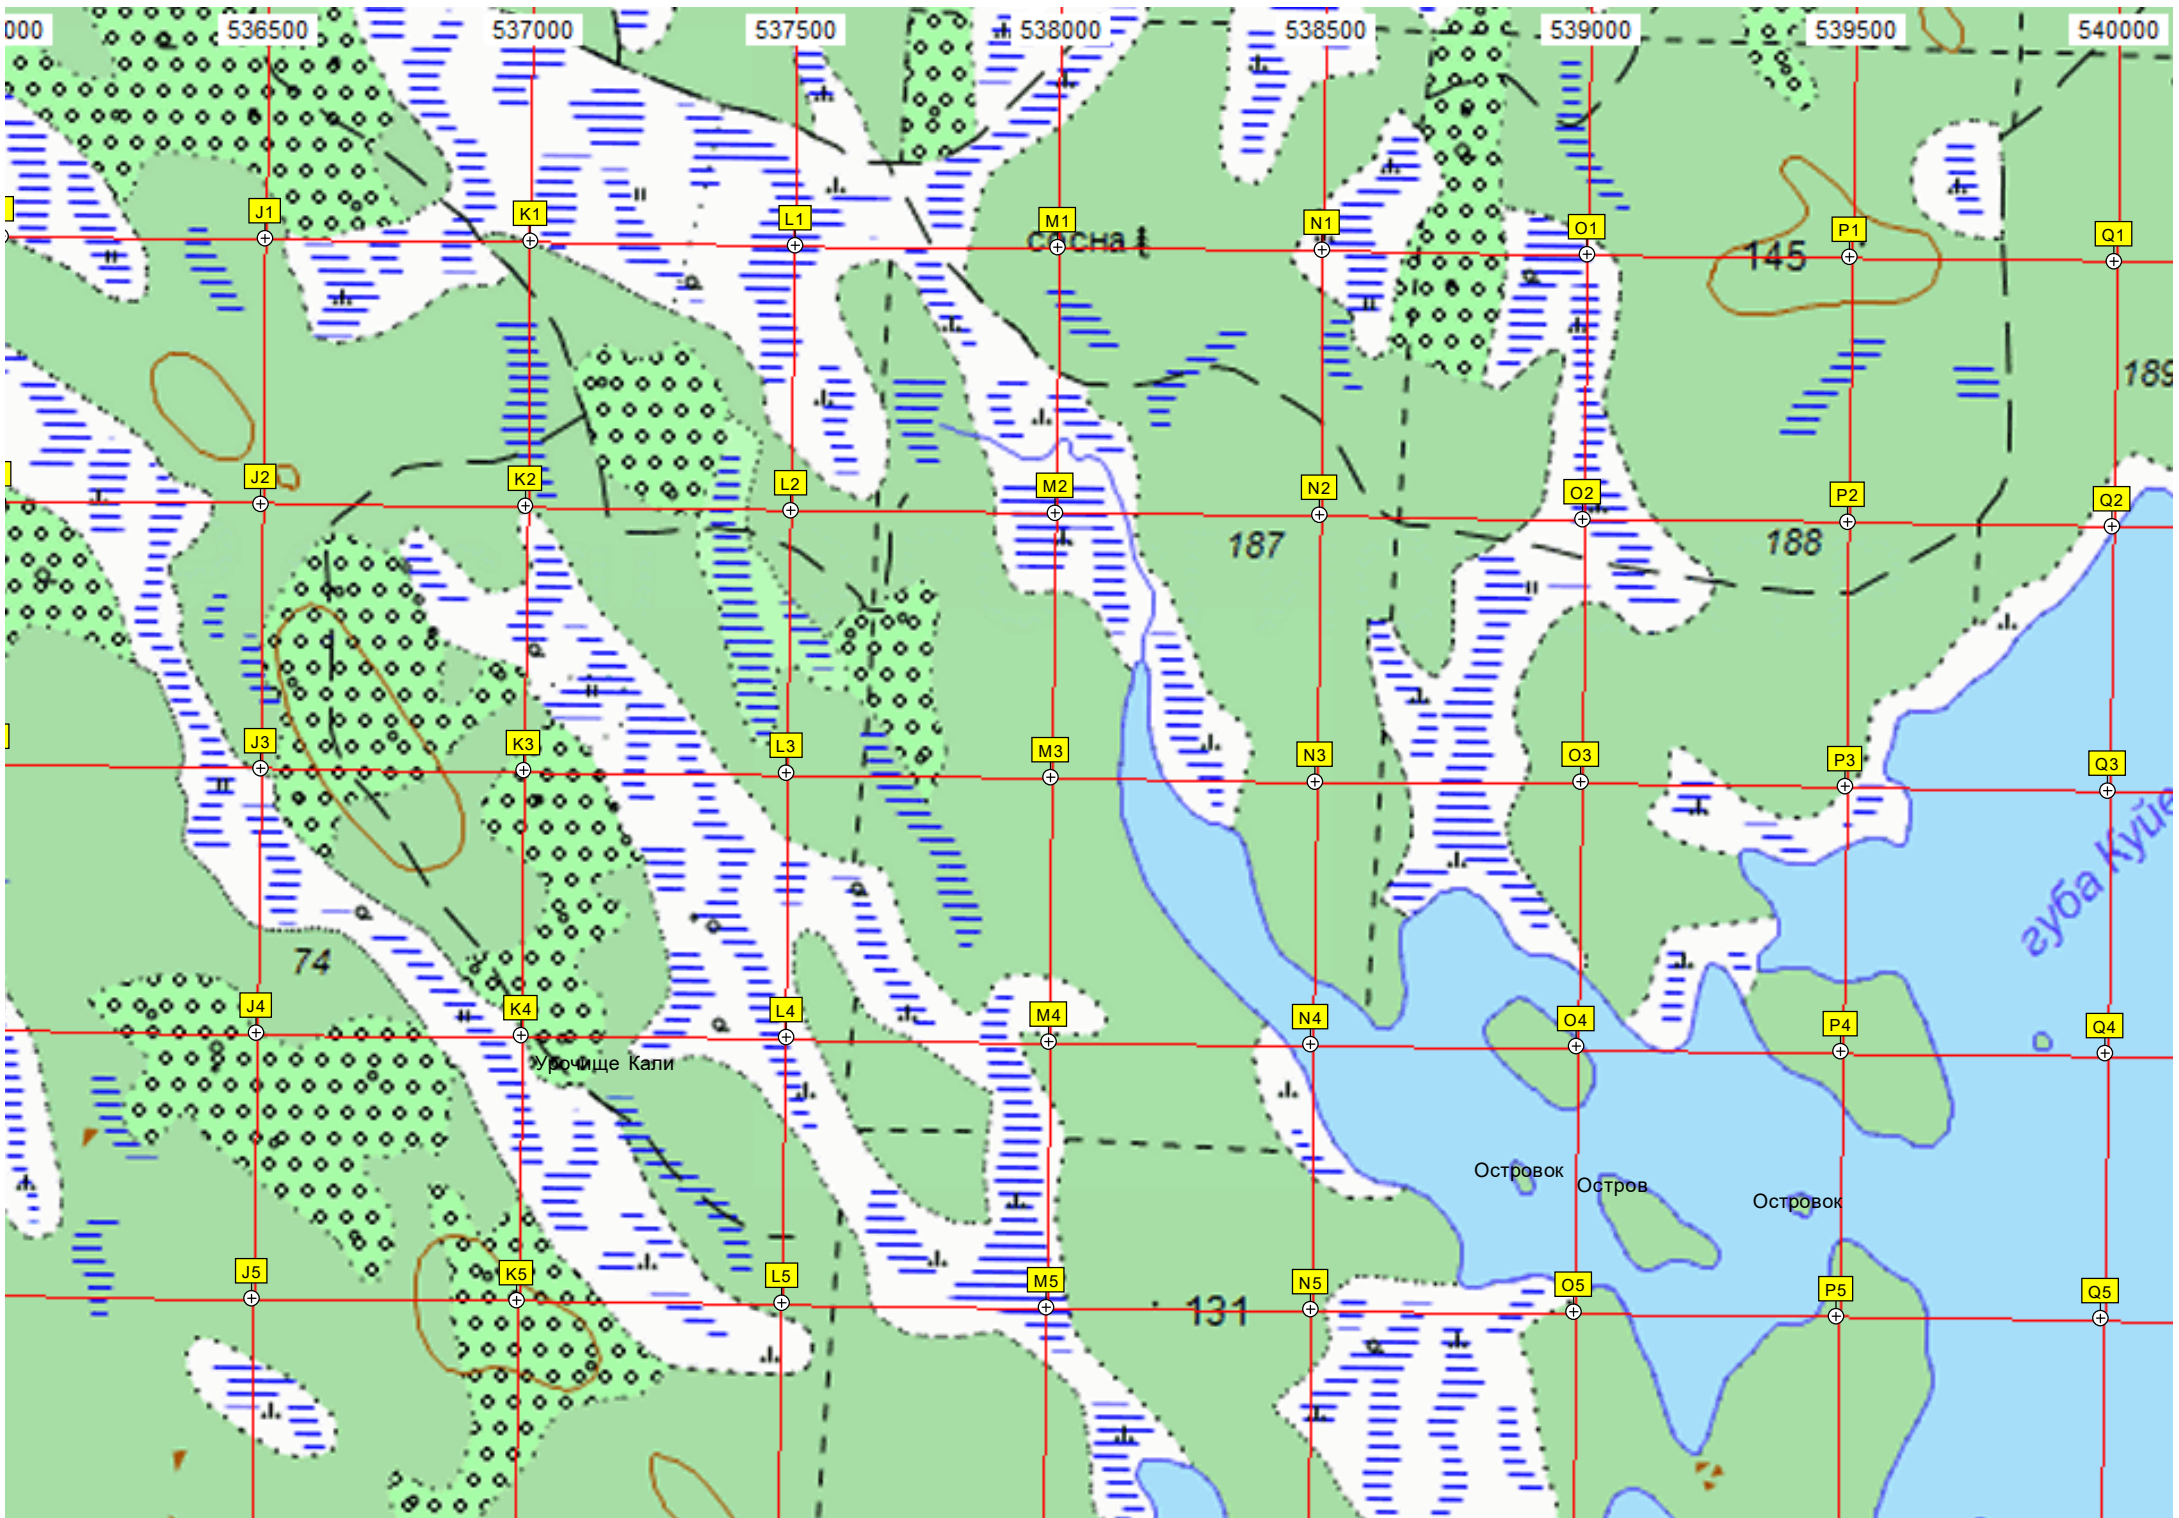 000 536500 537000 537500 538000 538500 539000 539500 540000
J1 K1 L1 M1 N1 O1 P1 Q1
сосна 145
189
J2 K2 L2 M2 N2 O2 P2 Q2
187 188
J3 K3 L3 M3 N3 O3 P3 Q3
губа Куйе
74
J4 K4 L4 M4 N4 O4 P4 Q4
Урочище Кали
Островок Остров Островок
J5 K5 L5 M5 N5 O5 P5 Q5
131